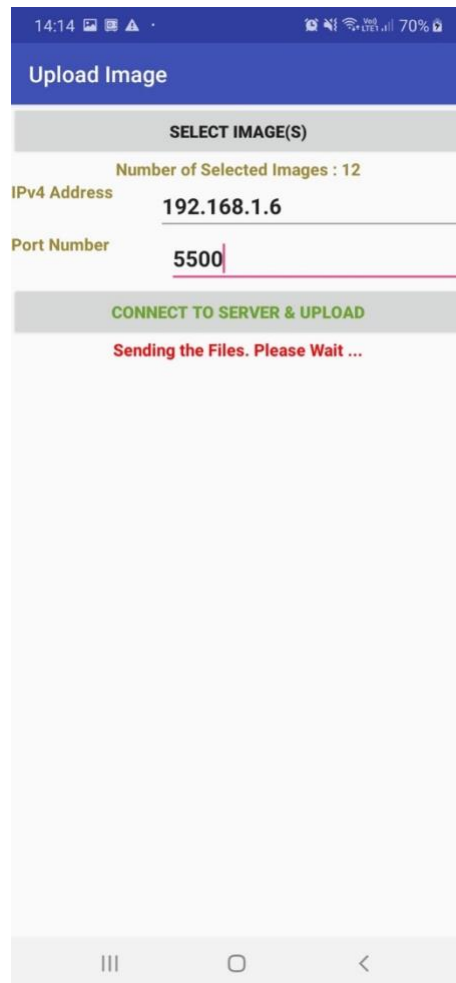 14:14 70%
Upload Image
SELECT IMAGE(S)
Number of Selected Images : 12
IPv4 Address
192.168.1.6
Port Number
5500
CONNECT TO SERVER & UPLOAD
Sending the Files. Please Wait ...